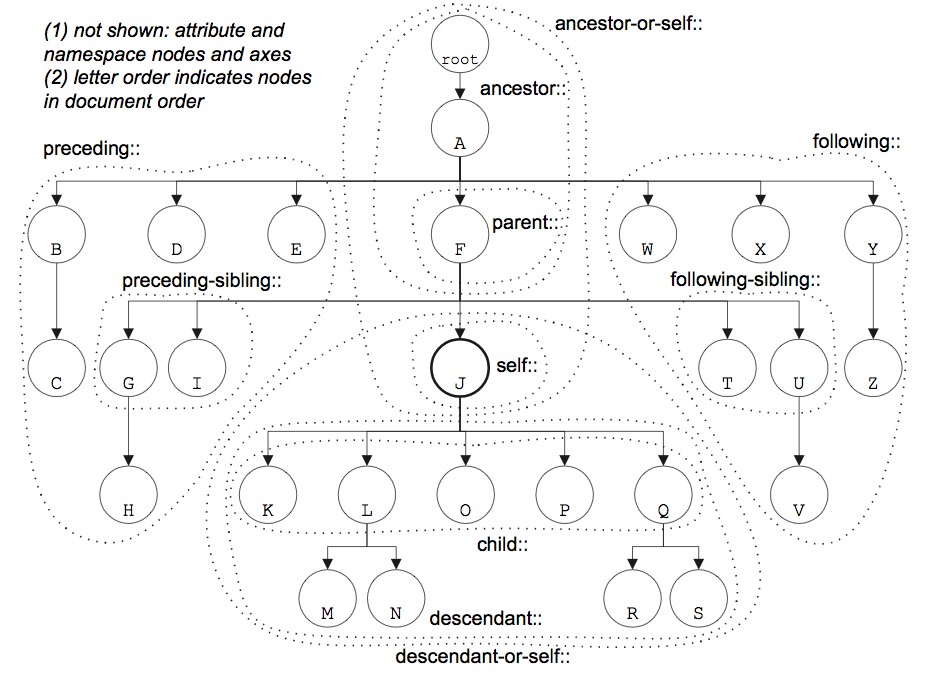 (1) not shown: attribute and
namespace nodes and axes
(2) letter order indicates nodes
in document order
ancestor-or-self::
root
ancestor::
A
preceding::
following::
B
D
E
F
parent::
W
X
Y
preceding-sibling::
following-sibling::
C
G
I
J
self::
T
U
Z
H
K
L
O
P
Q
V
child::
M
N
descendant::
R
S
descendant-or-self::